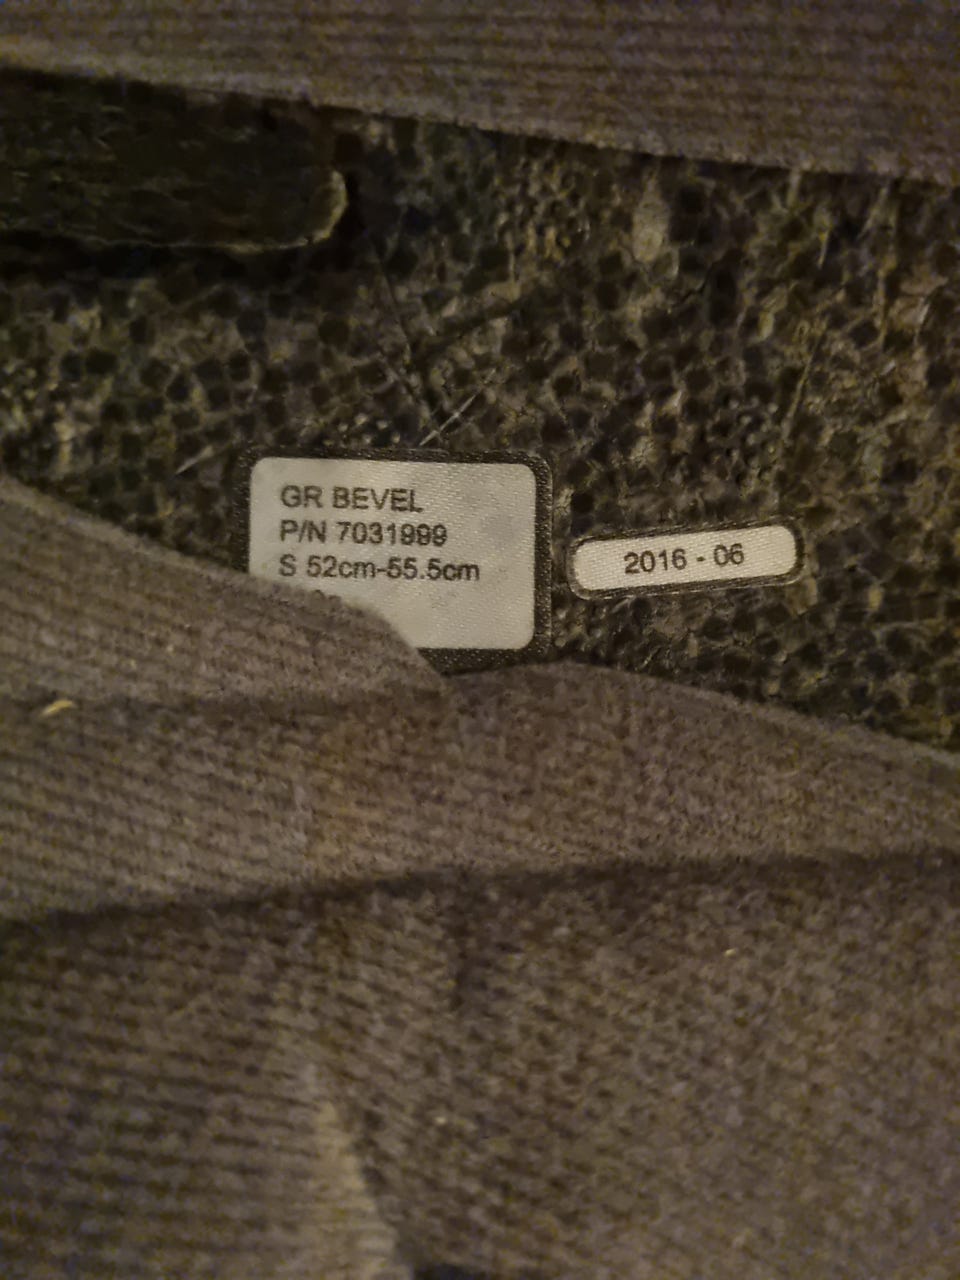 GR BEVEL
P/N 7031999
S 52cm-55.5cm
2016 - 06